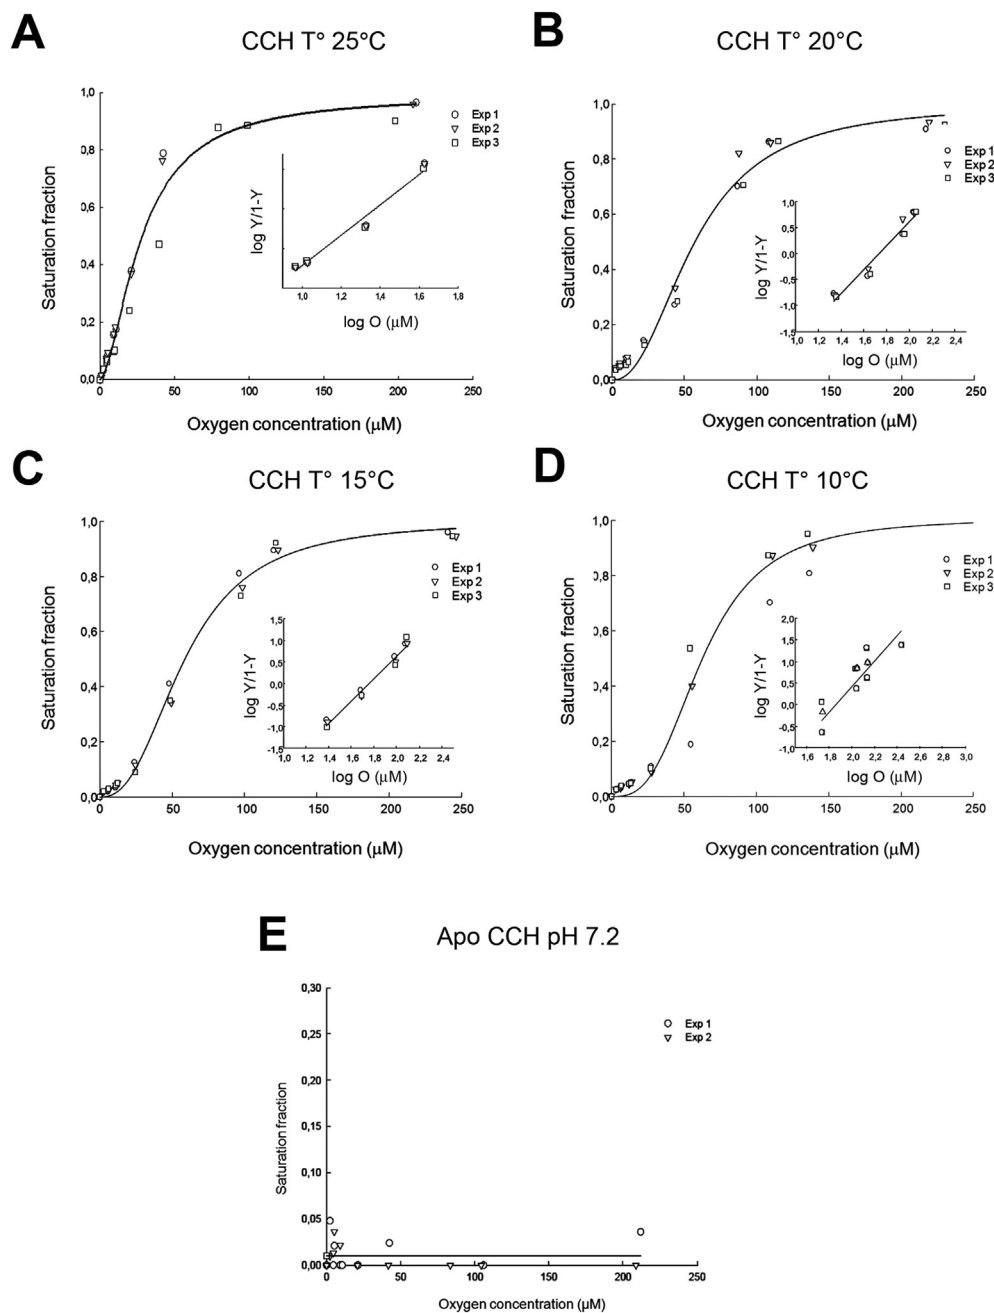 A
CCH T° 25°C
1,0
0,8
0,6
0,4
0,2
0,0
0
50
100
150
200
250
Saturation fraction
Oxygen concentration (µM)
Exp 1
Exp 2
Exp 3
log Y/1-Y
1,0
1,2
1,4
1,6
1,8
log O (µM)
B
CCH T° 20°C
1,0
0,8
0,6
0,4
0,2
0,0
0
50
100
150
200
250
Saturation fraction
Oxygen concentration (µM)
Exp 1
Exp 2
Exp 3
log Y/1-Y
1,0
0,5
0,0
-0,5
-1,0
-1,5
1,0
1,2
1,4
1,6
1,8
2,0
2,2
2,4
log O (µM)
C
CCH T° 15°C
1,0
0,8
0,6
0,4
0,2
0,0
0
50
100
150
200
250
Saturation fraction
Oxygen concentration (µM)
Exp 1
Exp 2
Exp 3
log Y/1-Y
1,5
1,0
0,5
0,0
-0,5
-1,0
-1,5
1,0
1,2
1,4
1,6
1,8
2,0
2,2
2,4
log O (µM)
D
CCH T° 10°C
1,0
0,8
0,6
0,4
0,2
0,0
0
50
100
150
200
250
Saturation fraction
Oxygen concentration (µM)
Exp 1
Exp 2
Exp 3
log Y/1-Y
2,0
1,5
1,0
0,5
0,0
-0,5
-1,0
1,6
1,8
2,0
2,2
2,4
2,6
2,8
3,0
log O (µM)
E
Apo CCH pH 7.2
0,30
0,25
0,20
0,15
0,10
0,05
0,00
0
50
100
150
200
250
Saturation fraction
Oxygen concentration (µM)
Exp 1
Exp 2